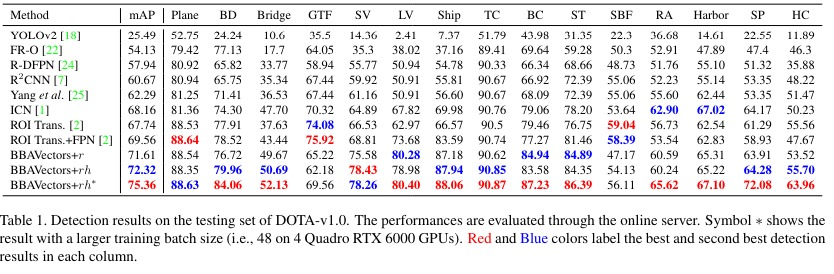 Method mAP Plane BD Bridge GTF SV LV Ship TC BC ST SBF RA Harbor SP HC
YOLOv2 [18] 25.49 52.75 24.24 10.6 35.5 14.36 2.41 7.37 51.79 43.98 31.35 22.3 36.68 14.61 22.55 11.89
FR-O [22] 54.13 79.42 77.13 17.7 64.05 35.3 38.02 37.16 89.41 69.64 59.28 50.3 52.91 47.89 47.4 46.3
R-DFPN [24] 57.94 80.92 65.82 33.77 58.94 55.77 50.94 54.78 90.33 66.34 68.66 48.73 51.76 55.10 51.32 35.88
R²CNN [7] 60.67 80.94 65.75 35.34 67.44 59.92 50.91 55.81 90.67 66.92 72.39 55.06 52.23 55.14 53.35 48.22
Yang et al. [25] 62.29 81.25 71.41 36.53 67.44 61.16 50.91 56.60 90.67 68.09 72.39 55.06 55.60 62.44 53.35 51.47
ICN [1] 68.16 81.36 74.30 47.70 70.32 64.89 67.82 69.98 90.76 79.06 78.20 53.64 62.90 67.02 64.17 50.23
ROI Trans. [2] 67.74 88.53 77.91 37.63 74.08 66.53 62.97 66.57 90.5 79.46 76.75 59.04 56.73 62.54 61.29 55.56
ROI Trans.+FPN [2] 69.56 88.64 78.52 43.44 75.92 68.81 73.68 83.59 90.74 77.27 81.46 58.39 53.54 62.83 58.93 47.67
BBAVectors+r 71.61 88.54 76.72 49.67 65.22 75.58 80.28 87.18 90.62 84.94 84.89 47.17 60.59 65.31 63.91 53.52
BBAVectors+rh 72.32 88.35 79.96 50.69 62.18 78.43 78.98 87.94 90.85 83.58 84.35 54.13 60.24 65.22 64.28 55.70
BBAVectors+rh* 75.36 88.63 84.06 52.13 69.56 78.26 80.40 88.06 90.87 87.23 86.39 56.11 65.62 67.10 72.08 63.96
Table 1. Detection results on the testing set of DOTA-v1.0. The performances are evaluated through the online server. Symbol ∗ shows the
result with a larger training batch size (i.e., 48 on 4 Quadro RTX 6000 GPUs). Red and Blue colors label the best and second best detection
results in each column.